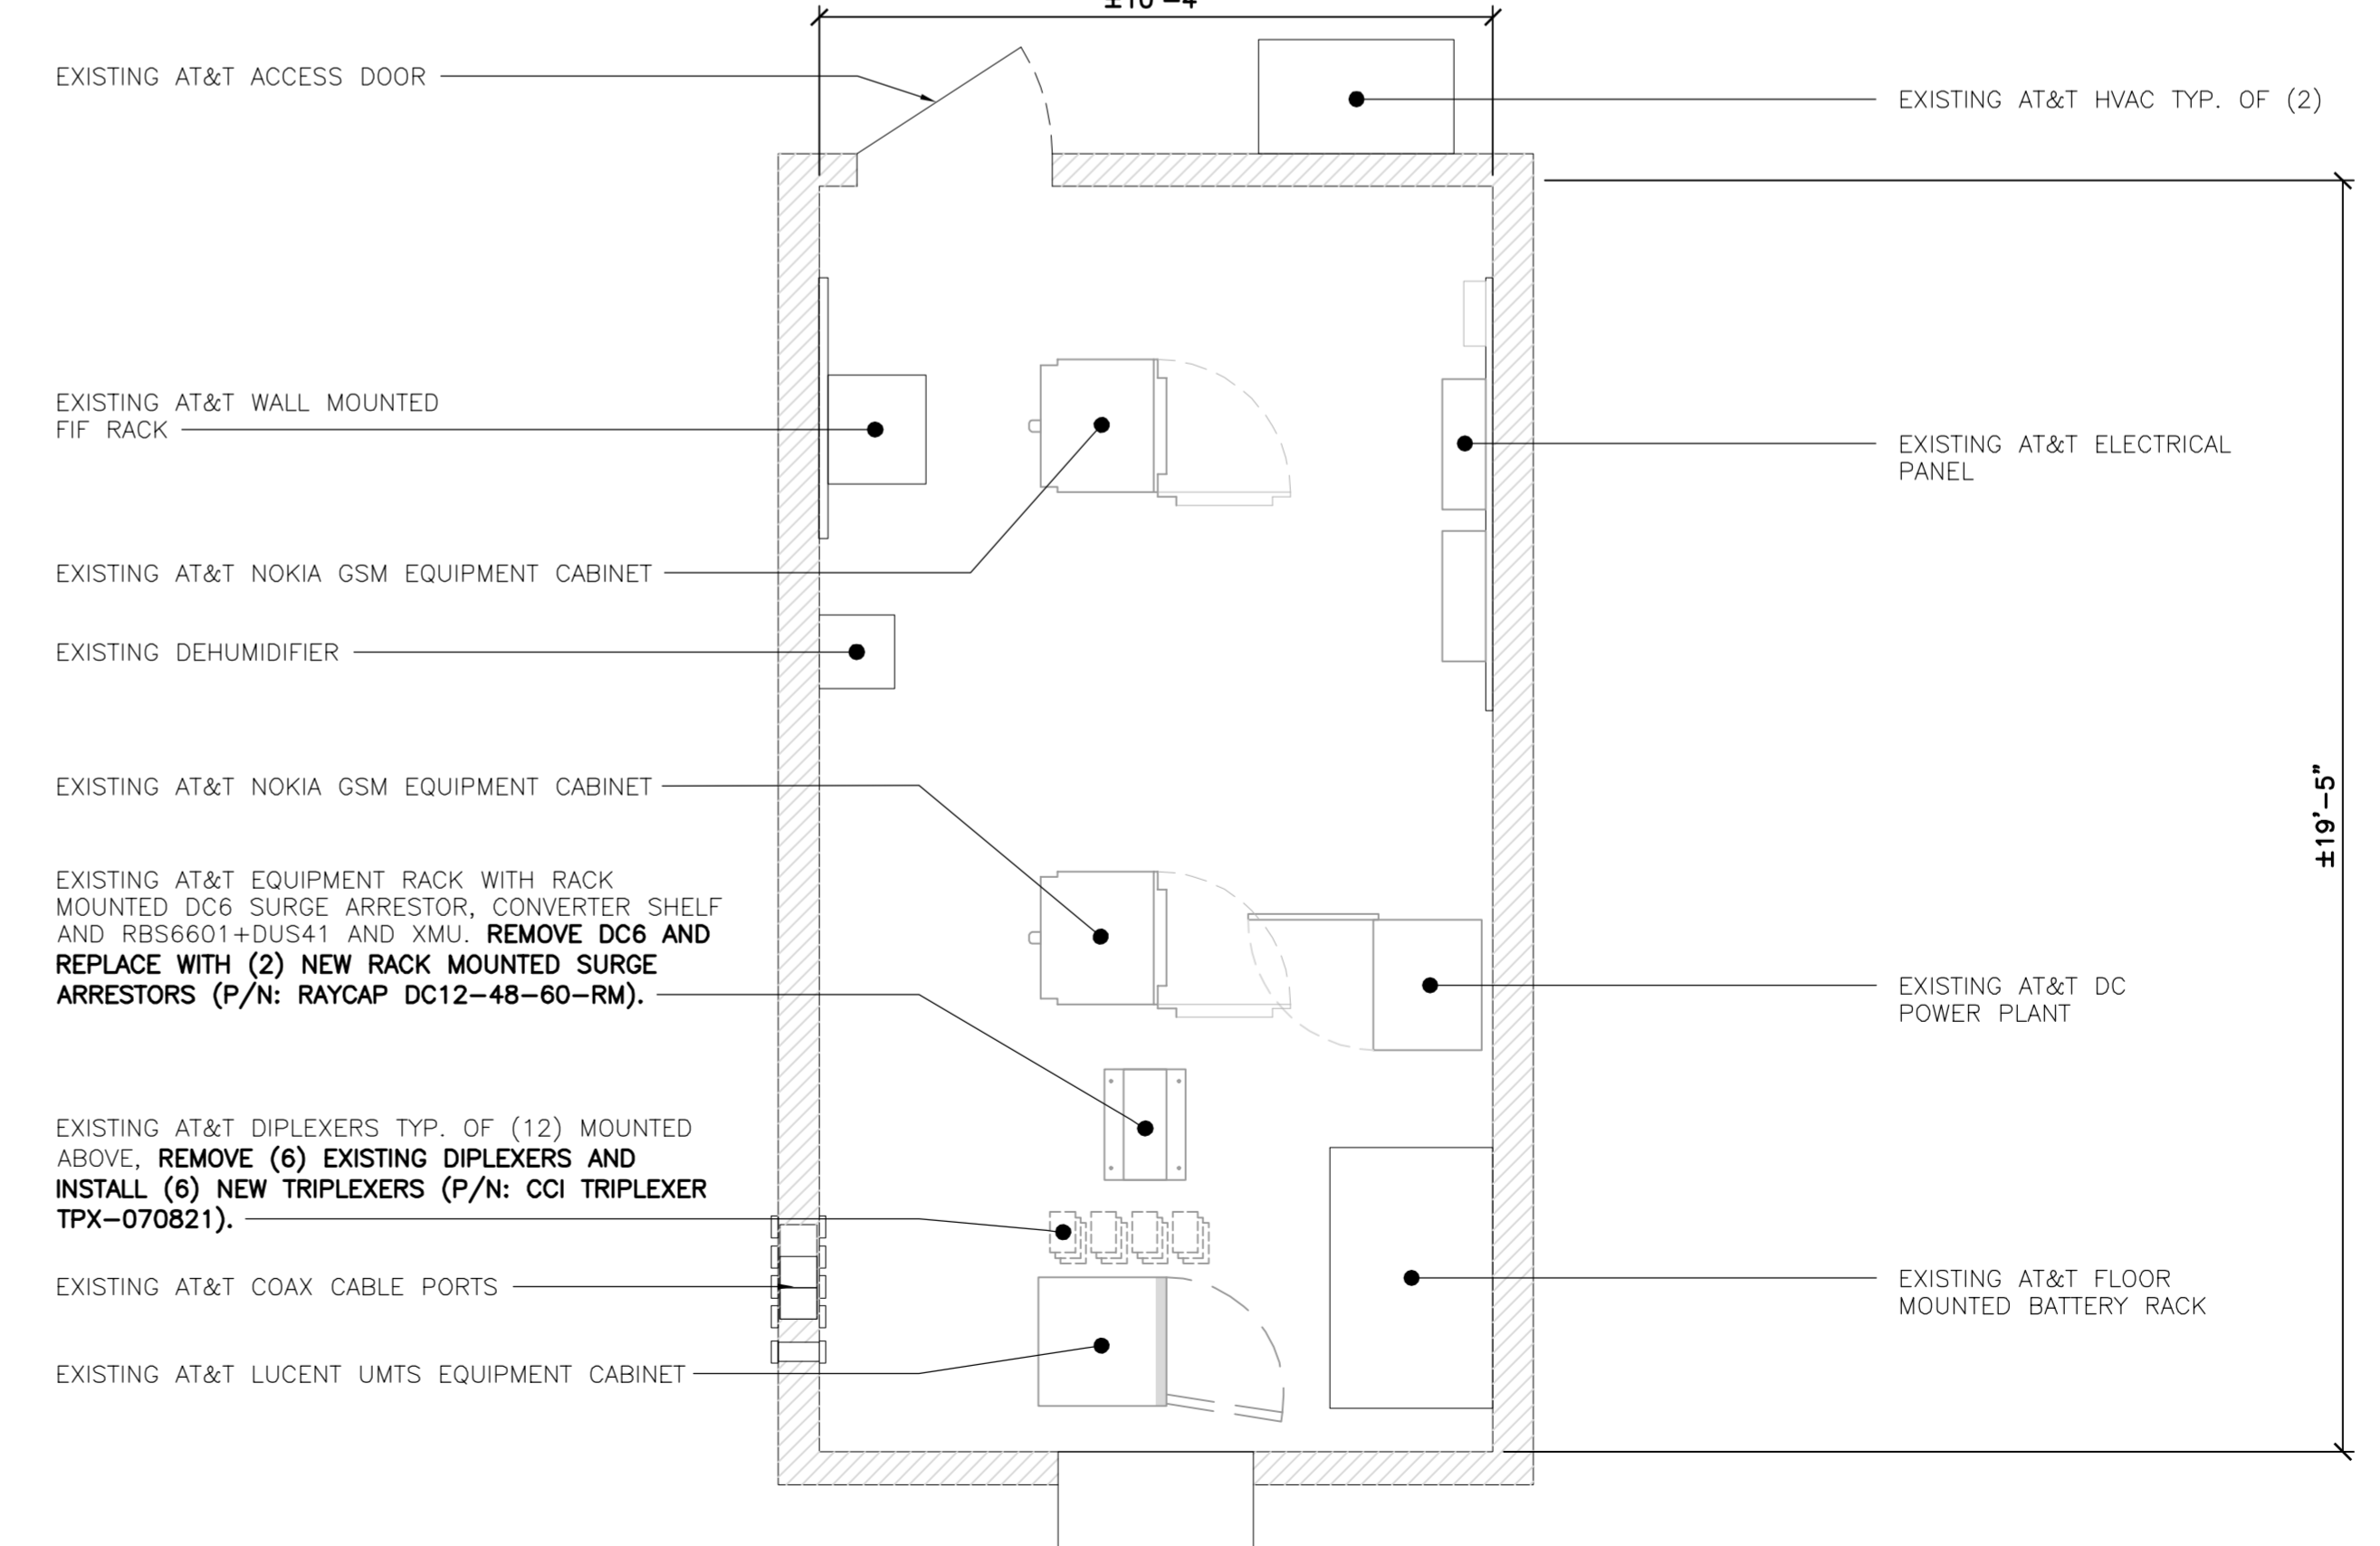 ±10'-4"
EXISTING AT&T ACCESS DOOR
EXISTING AT&T HVAC TYP. OF (2)
EXISTING AT&T WALL MOUNTED
FIF RACK
EXISTING AT&T ELECTRICAL
PANEL
EXISTING AT&T NOKIA GSM EQUIPMENT CABINET
EXISTING DEHUMIDIFIER
EXISTING AT&T NOKIA GSM EQUIPMENT CABINET
±19'-5"
EXISTING AT&T EQUIPMENT RACK WITH RACK
MOUNTED DC6 SURGE ARRESTOR, CONVERTER SHELF
AND RBS6601+DUS41 AND XMU. REMOVE DC6 AND
REPLACE WITH (2) NEW RACK MOUNTED SURGE
ARRESTORS (P/N: RAYCAP DC12-48-60-RM).
EXISTING AT&T DC
POWER PLANT
EXISTING AT&T DIPLEXERS TYP. OF (12) MOUNTED
ABOVE, REMOVE (6) EXISTING DIPLEXERS AND
INSTALL (6) NEW TRIPLEXERS (P/N: CCI TRIPLEXER
TPX-070821).
EXISTING AT&T COAX CABLE PORTS
EXISTING AT&T FLOOR
MOUNTED BATTERY RACK
EXISTING AT&T LUCENT UMTS EQUIPMENT CABINET